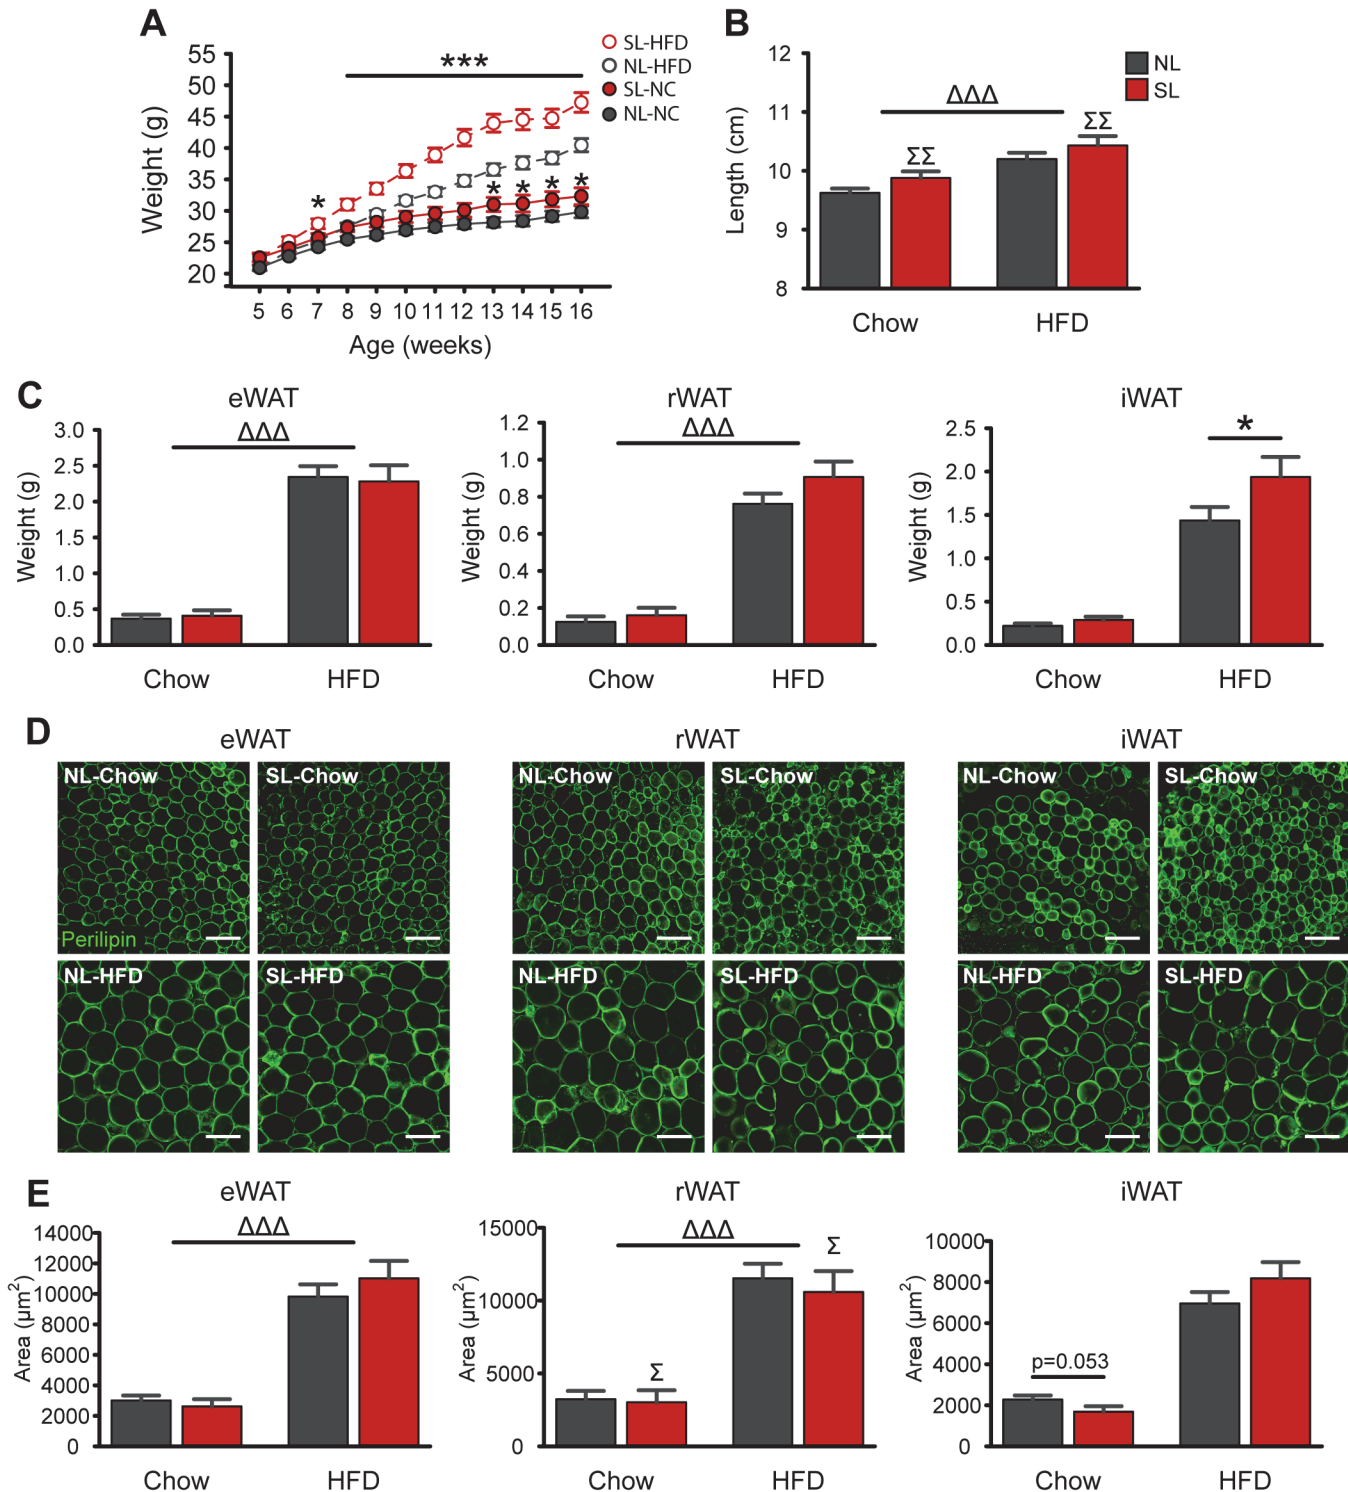 A
Weight (g)
55
50
45
40
35
30
25
20
***
*
* * * *
SL-HFD
NL-HFD
SL-NC
NL-NC
5 6 7 8 9 10 11 12 13 14 15 16
Age (weeks)
B
Length (cm)
12
11
10
9
8
ΔΔΔ
ΣΣ
ΣΣ
NL
SL
Chow HFD
C
eWAT
Weight (g)
3.0
2.5
2.0
1.5
1.0
0.5
0.0
ΔΔΔ
Chow HFD
rWAT
Weight (g)
1.2
1.0
0.8
0.6
0.4
0.2
0.0
ΔΔΔ
Chow HFD
iWAT
Weight (g)
2.5
2.0
1.5
1.0
0.5
0.0
*
Chow HFD
D
eWAT
NL-Chow SL-Chow
Perilipin
NL-HFD SL-HFD
rWAT
NL-Chow SL-Chow
NL-HFD SL-HFD
iWAT
NL-Chow SL-Chow
NL-HFD SL-HFD
E
eWAT
Area (µm²)
14000
12000
10000
8000
6000
4000
2000
0
ΔΔΔ
Chow HFD
rWAT
Area (µm²)
15000
10000
5000
0
ΔΔΔ
Σ
Σ
Chow HFD
iWAT
Area (µm²)
10000
8000
6000
4000
2000
0
p=0.053
Chow HFD